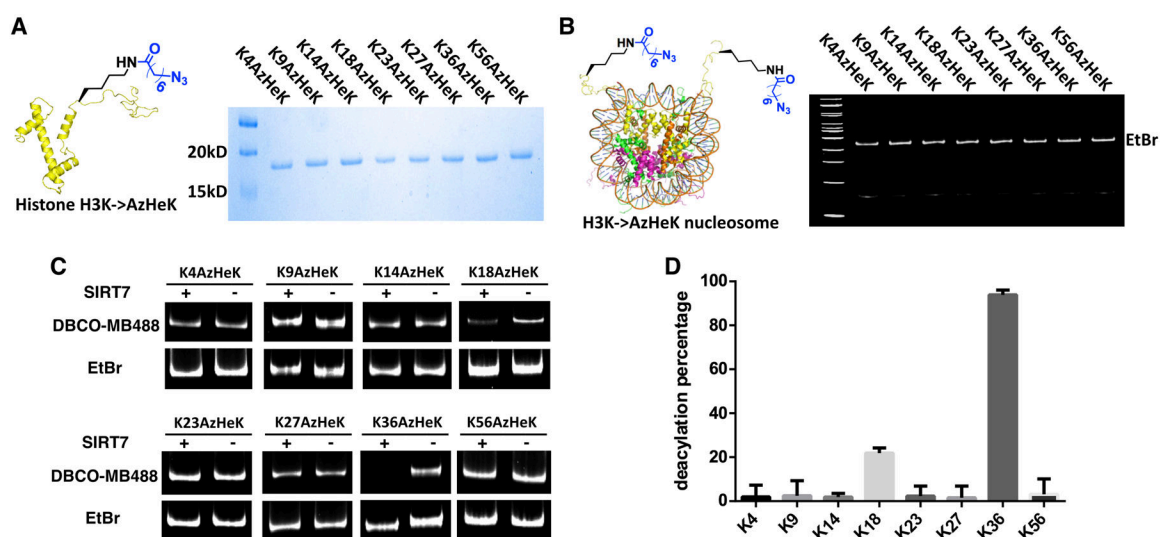 A
O
HN
6
N3
K4AzHeK
K9AzHeK
K14AzHeK
K18AzHeK
K23AzHeK
K27AzHeK
K36AzHeK
K56AzHeK
20kD
15kD
Histone H3K->AzHeK
B
HN
O
6
N3
NH
O
6
N3
K4AzHeK
K9AzHeK
K14AzHeK
K18AzHeK
K23AzHeK
K27AzHeK
K36AzHeK
K56AzHeK
EtBr
H3K->AzHeK nucleosome
C
K4AzHeK K9AzHeK K14AzHeK K18AzHeK
SIRT7 + - + - + - + -
DBCO-MB488
EtBr
K23AzHeK K27AzHeK K36AzHeK K56AzHeK
SIRT7 + - + - + - + -
DBCO-MB488
EtBr
D
deacylation percentage
100
80
60
40
20
0
K4 K9 K14 K18 K23 K27 K36 K56